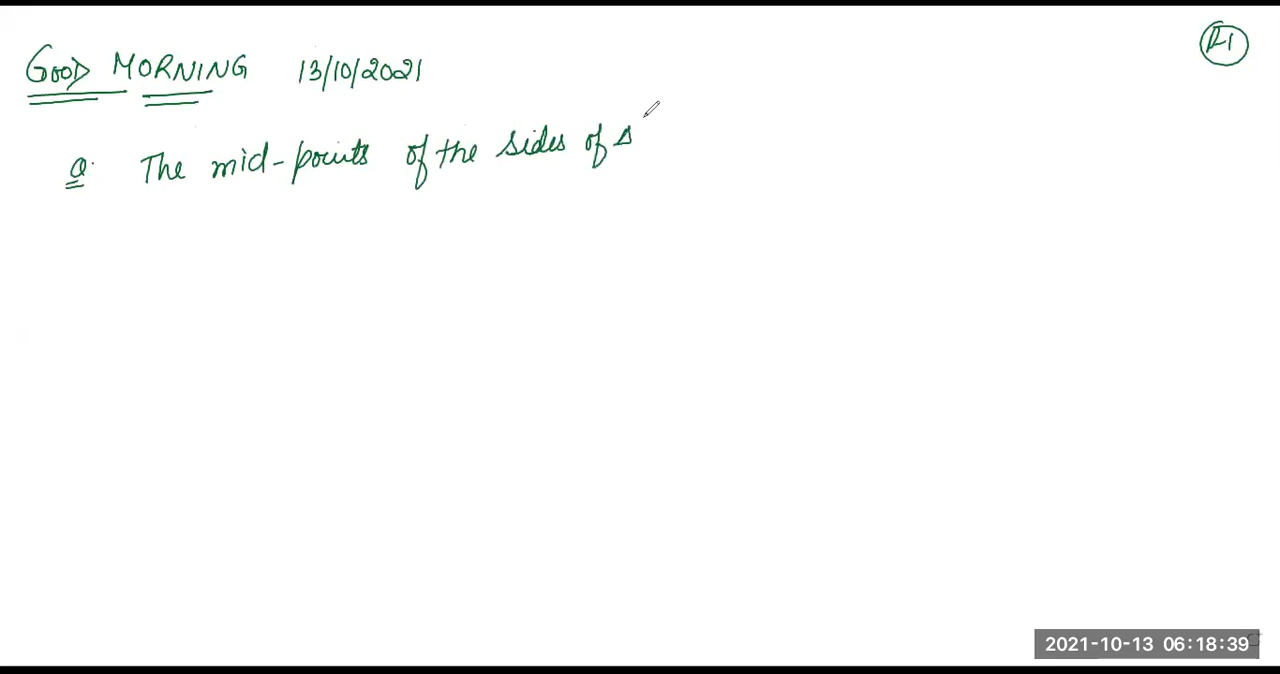 GOOD MORNING 13/10/2021
Q. The mid-points of the sides of Δ
2021-10-13 06:18:39